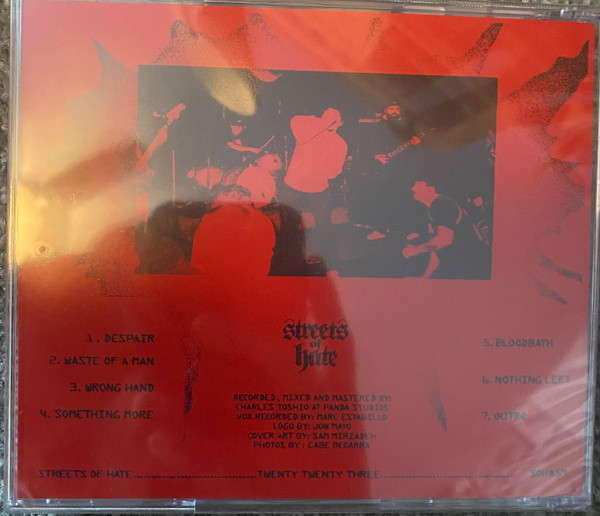 1. DESPAIR
2. WASTE OF A MAN
3. WRONG HAND
4. SOMETHING MORE
streets
of
hate
RECORDED, MIXED AND MASTERED BY:
CHARLES TOSHIO AT PANDA STUDIOS
VOX RECORDED BY: MARC ESTABILLO
LOGO BY: JON MAYO
COVER ART BY: SAM MIRZADEH
PHOTOS BY: GABE BECARRA
5. BLOODBATH
6. NOTHING LEFT
7. OUTRO
STREETS OF HATE TWENTY TWENTY THREE